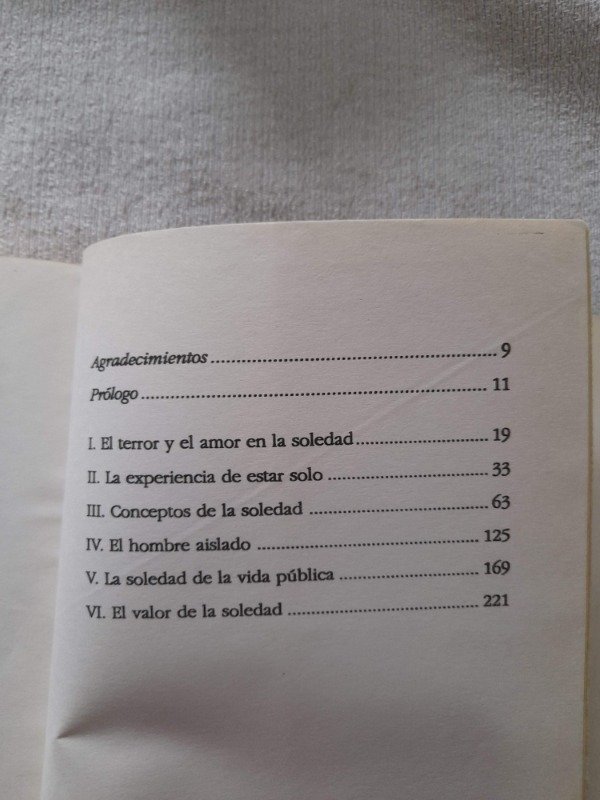 Agradecimientos ........................................................ 9
Prólogo .................................................................... 11
I. El terror y el amor en la soledad .......................... 19
II. La experiencia de estar solo ................................ 33
III. Conceptos de la soledad .................................... 63
IV. El hombre aislado ............................................. 125
V. La soledad de la vida pública ............................ 169
VI. El valor de la soledad ....................................... 221